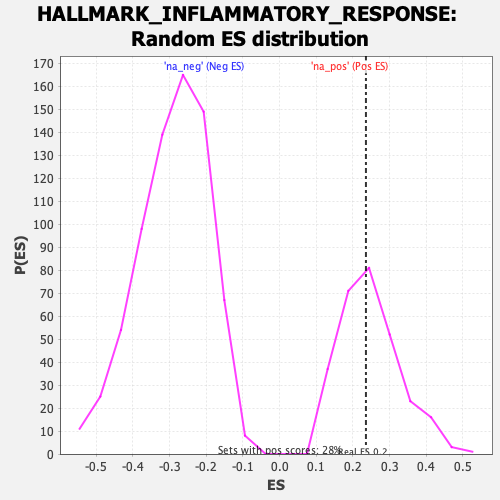 HALLMARK_INFLAMMATORY_RESPONSE:
Random ES distribution
'na_neg' (Neg ES)
'na_pos' (Pos ES)
170
160
150
140
130
120
110
100
90
80
70
60
50
40
30
20
10
0
P(ES)
Sets with pos scores: 28%
Real ES 0.2
-0.5 -0.4 -0.3 -0.2 -0.1 0.0 0.1 0.2 0.3 0.4 0.5
ES